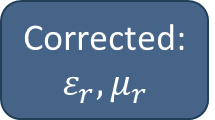 Corrected:
𝜀ᵣ, 𝜇ᵣ